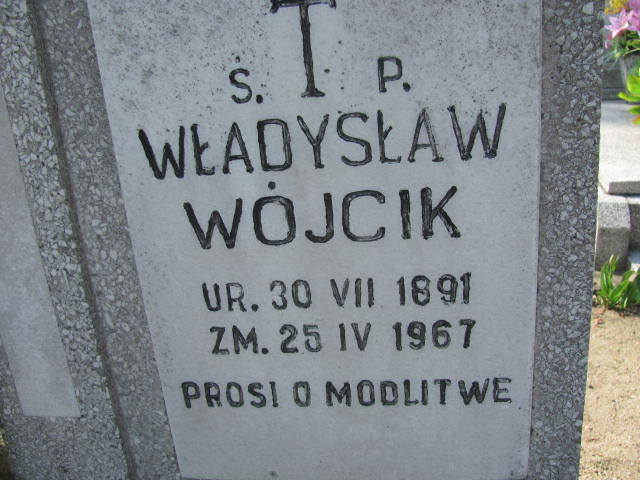 S. P.
WŁADYSŁAW
WÓJCIK
UR. 30 VII 1891
ZM. 25 IV 1967
PROSI O MODLITWE